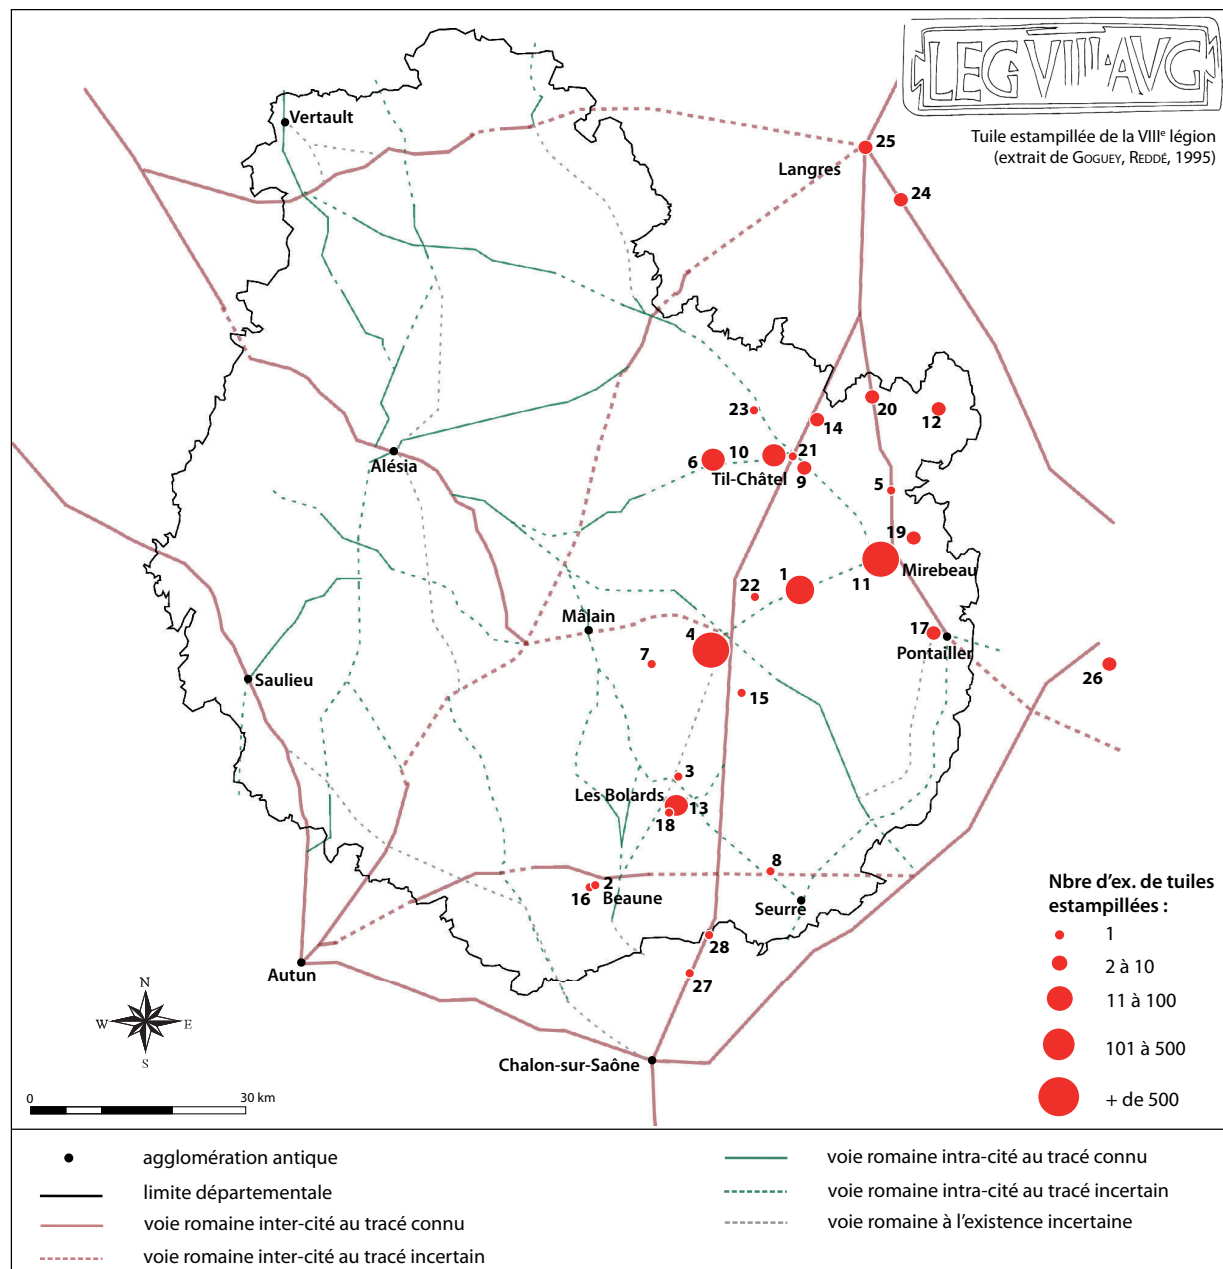 LEG VIIII AVG
Tuile estampillée de la VIIIe légion
(extrait de GOGUEY, REDDÉ, 1995)
Vertault
25
Langres
24
20
12
23
14
Alésia
6
10
21
Til-Châtel
9
5
19
11
Mirebeau
1
22
Mâlain
4
17
Pontailler
7
26
Saulieu
15
3
Les Bolards
13
18
8
2
16
Beaune
Seurre
28
Autun
27
Chalon-sur-Saône
N
W
E
S
0
30 km
Nbre d'ex. de tuiles
estampillées :
1
2 à 10
11 à 100
101 à 500
+ de 500
agglomération antique
limite départementale
voie romaine inter-cité au tracé connu
voie romaine inter-cité au tracé incertain
voie romaine intra-cité au tracé connu
voie romaine intra-cité au tracé incertain
voie romaine à l'existence incertaine